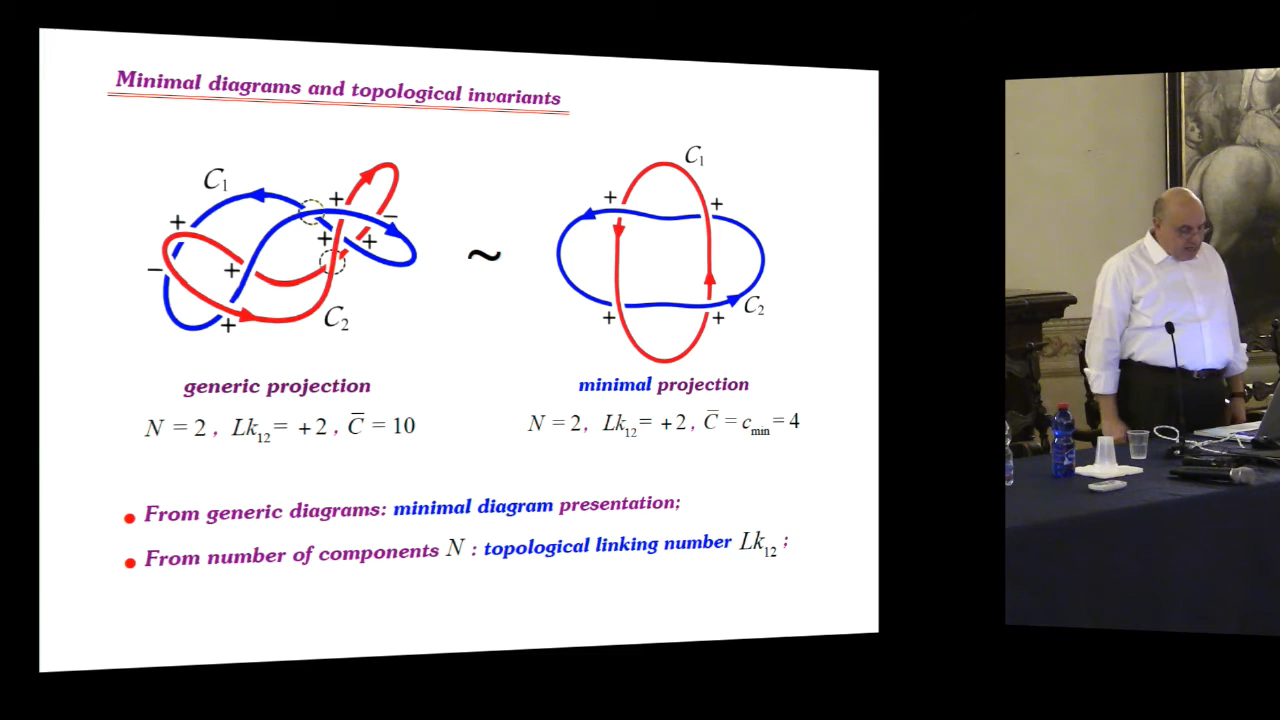 Minimal diagrams and topological invariants
C₁
+
+
−
−
+
+
+
+
C₂
~
C₁
+
+
+
+
C₂
generic projection
minimal projection
N = 2 , Lk₁₂ = + 2 , C̅ = 10
N = 2, Lk₁₂ = + 2, C̅ = cₘᵢₙ = 4
• From generic diagrams: minimal diagram presentation;
• From number of components N : topological linking number Lk₁₂ ;